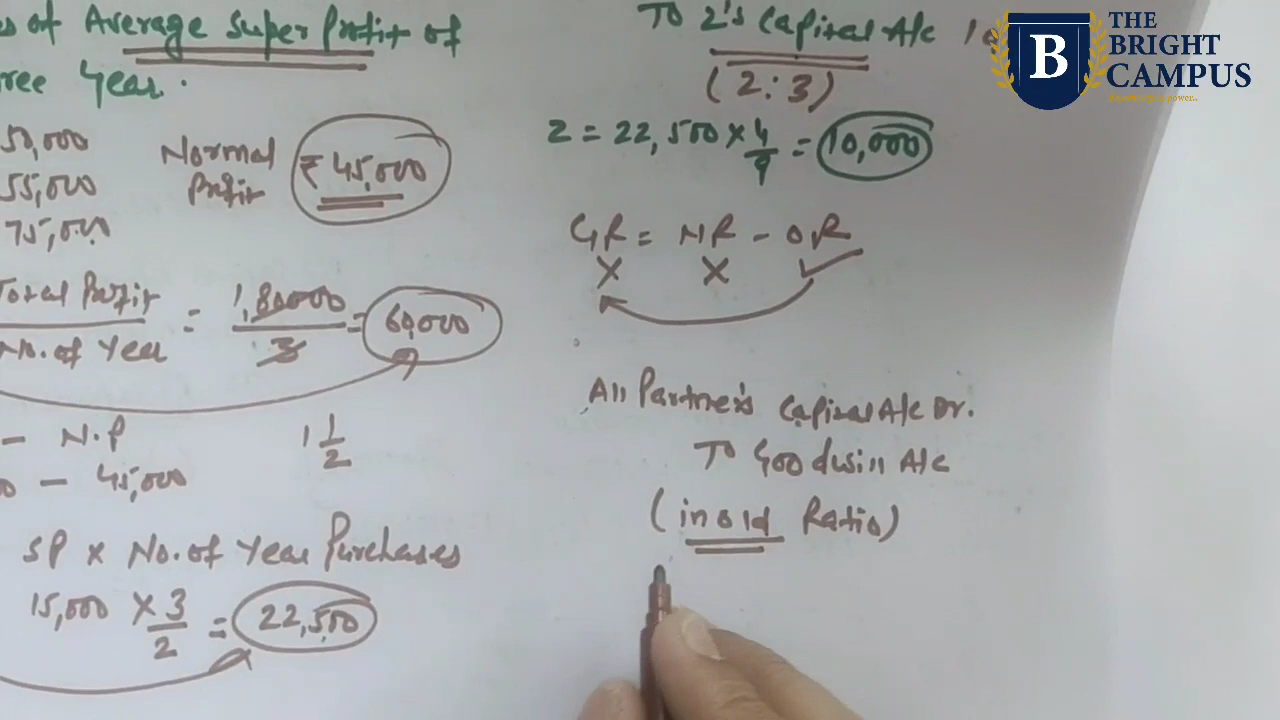 s of Average super Profit of
ree Year.
50,000
55,000
75,000
Normal Profit ₹ 45,000
Total Profit / No. of Year = 1,80000 / 3 = 60,000
- N.P
0 - 45,000
1 1/2
SP × No. of Year Purchases
15,000 × 3/2 = 22,500
To Z's Capital A/c
(2:3)
Z = 22,500 × 4/9 = 10,000
GR = NR - OR
× × ✓
All Partner's Capital A/c Dr.
To Goodwill A/c
(in old Ratio)
THE
BRIGHT
CAMPUS
B